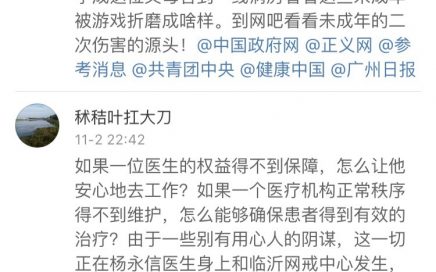 被游戏折磨成啥样。到网吧看看未成年的二
次伤害的源头！@中国政府网 @正义网 @参
考消息 @共青团中央 @健康中国 @广州日报
秫秸叶扛大刀
11-2 22:42
如果一位医生的权益得不到保障，怎么让他
安心地去工作？如果一个医疗机构正常秩序
得不到维护，怎么能够确保患者得到有效的
治疗？由于一些别有用心人的阴谋，这一切
正在杨永信医生身上和临沂网戒中心发生，